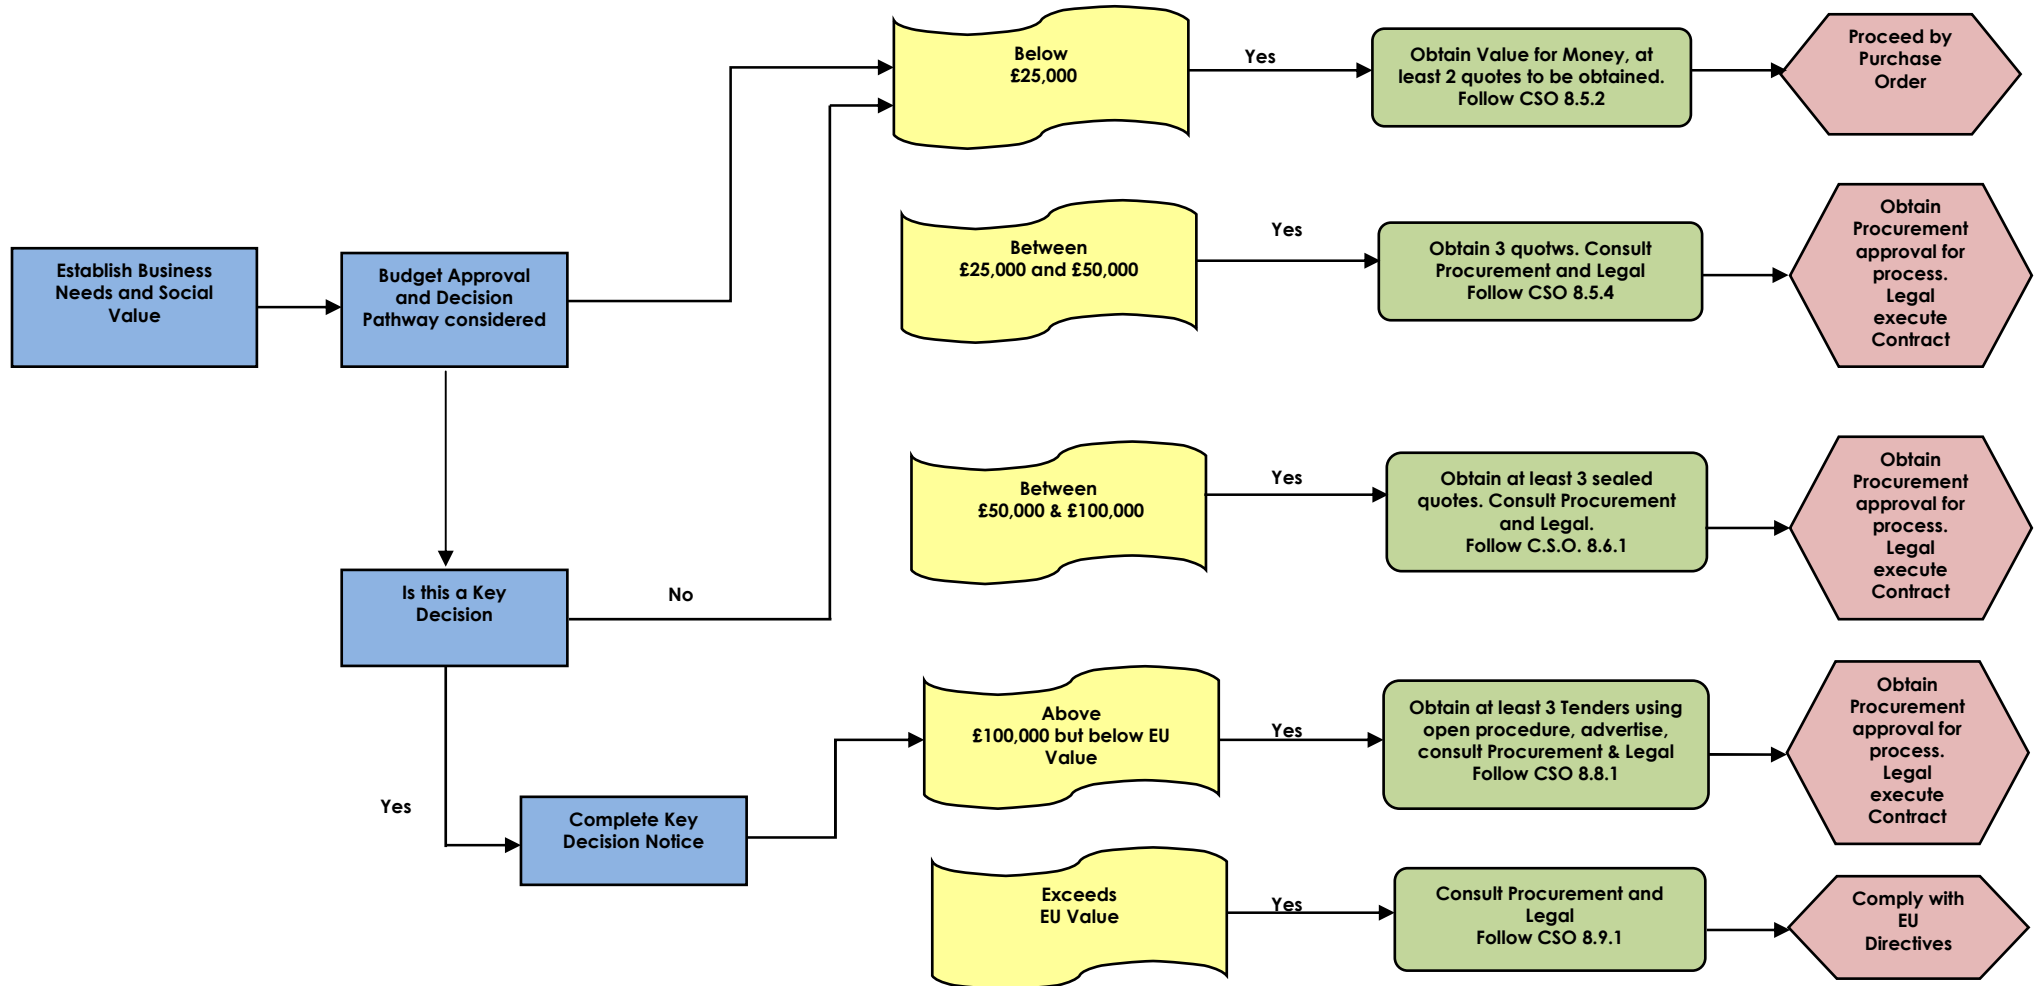 Establish Business
Needs and Social
Value
Budget Approval
and Decision
Pathway considered
Is this a Key
Decision
No
Yes
Complete Key
Decision Notice
Below
£25,000
Yes
Obtain Value for Money, at
least 2 quotes to be obtained.
Follow CSO 8.5.2
Proceed by
Purchase
Order
Between
£25,000 and £50,000
Yes
Obtain 3 quotws. Consult
Procurement and Legal
Follow CSO 8.5.4
Obtain
Procurement
approval for
process.
Legal
execute
Contract
Between
£50,000 & £100,000
Yes
Obtain at least 3 sealed
quotes. Consult Procurement
and Legal.
Follow C.S.O. 8.6.1
Obtain
Procurement
approval for
process.
Legal
execute
Contract
Above
£100,000 but below EU
Value
Yes
Obtain at least 3 Tenders using
open procedure, advertise,
consult Procurement & Legal
Follow CSO 8.8.1
Obtain
Procurement
approval for
process.
Legal
execute
Contract
Exceeds
EU Value
Yes
Consult Procurement and
Legal
Follow CSO 8.9.1
Comply with
EU
Directives